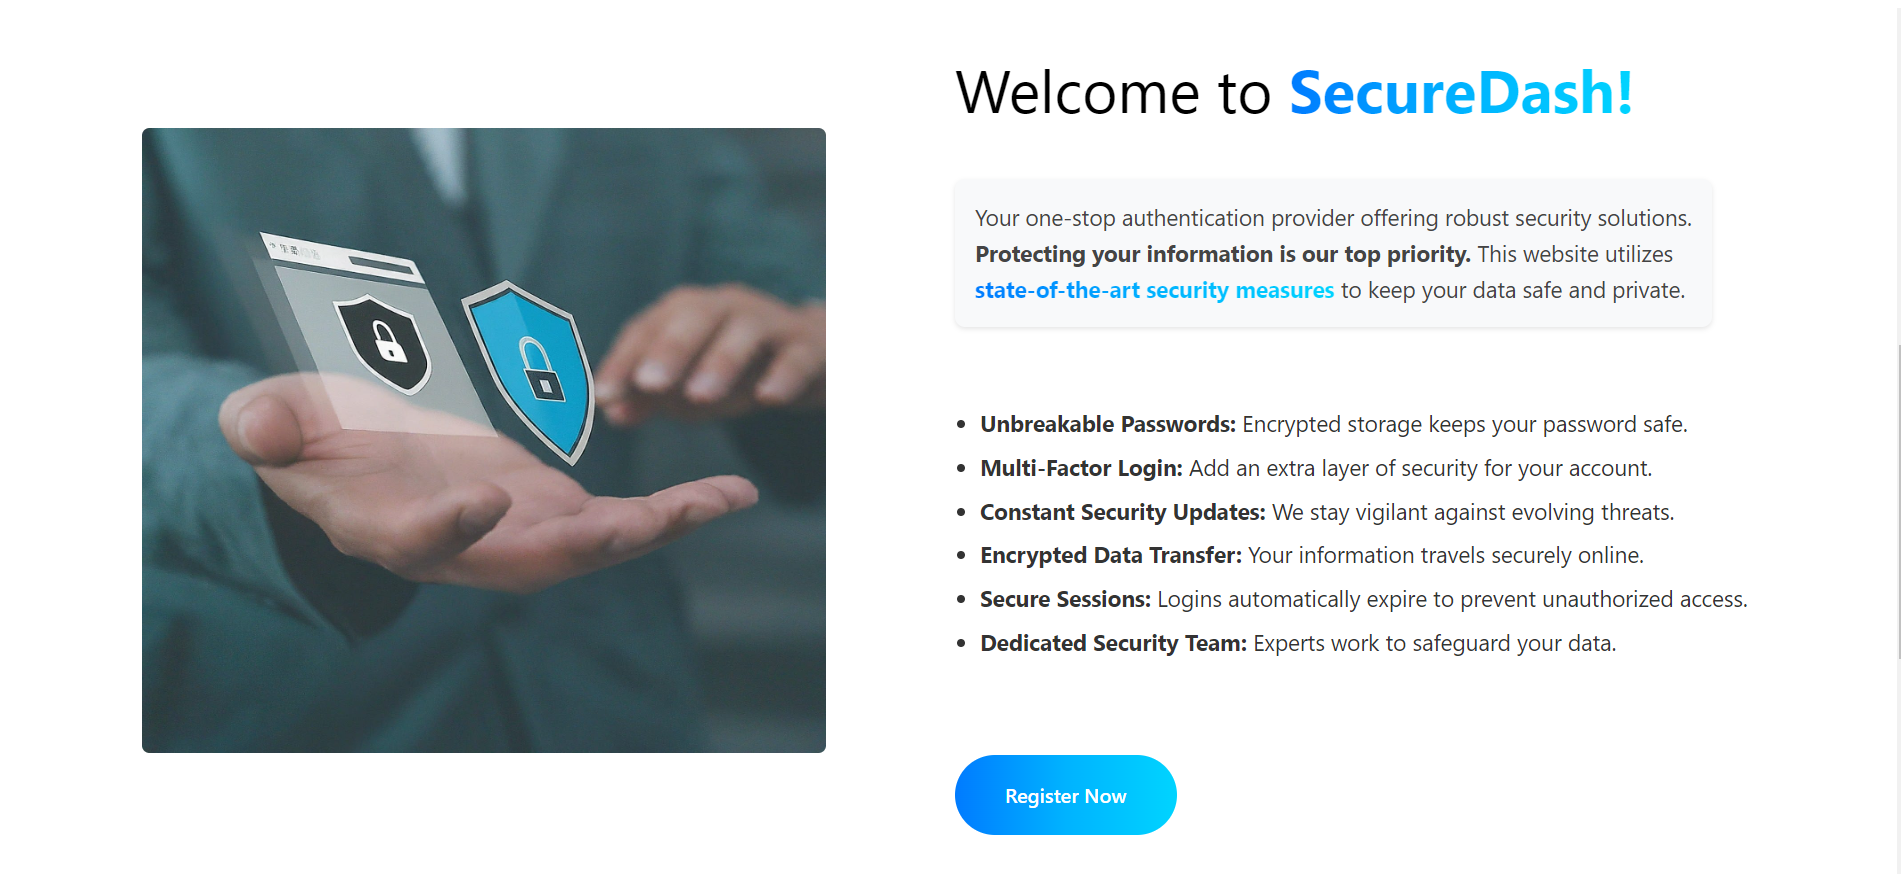 Welcome to SecureDash!
Your one-stop authentication provider offering robust security solutions.
Protecting your information is our top priority. This website utilizes
state-of-the-art security measures to keep your data safe and private.
Unbreakable Passwords: Encrypted storage keeps your password safe.
Multi-Factor Login: Add an extra layer of security for your account.
Constant Security Updates: We stay vigilant against evolving threats.
Encrypted Data Transfer: Your information travels securely online.
Secure Sessions: Logins automatically expire to prevent unauthorized access.
Dedicated Security Team: Experts work to safeguard your data.
Register Now